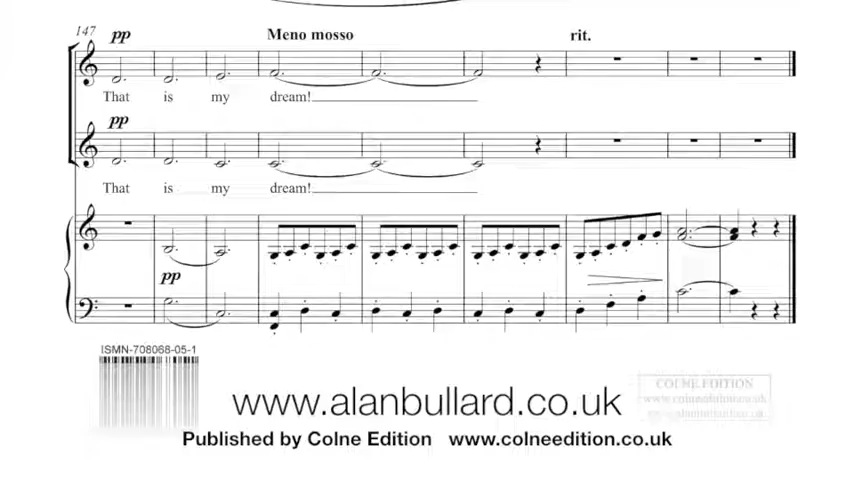 147 pp Meno mosso rit.
That is my dream!
pp
That is my dream!
pp
ISMN-708068-05-1
www.alanbullard.co.uk
COLNE EDITION
Published by Colne Edition www.colneedition.co.uk